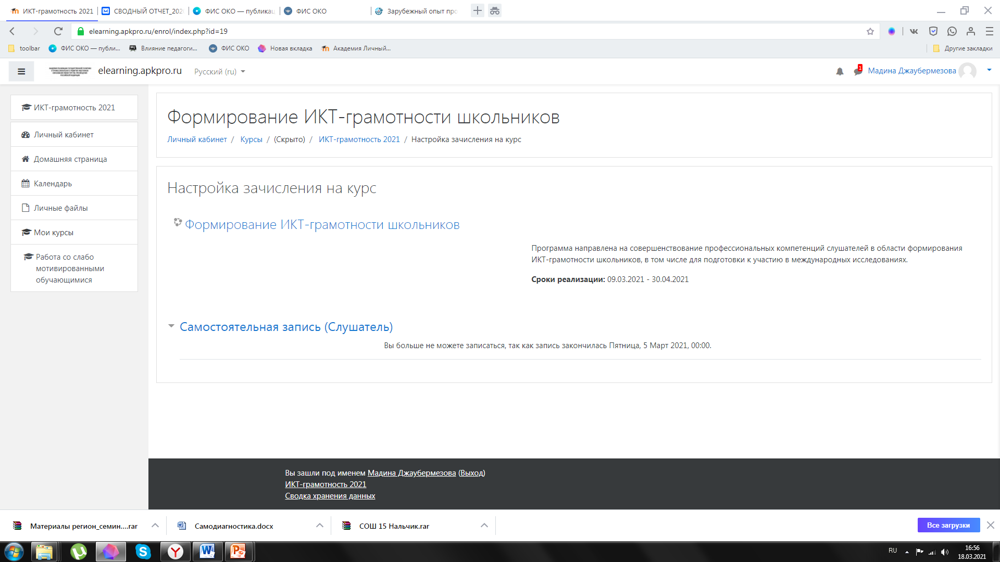 ИКТ-грамотность 2021
СВОДНЫЙ ОТЧЕТ_202
ФИС ОКО — публикац
ФИС ОКО
Зарубежный опыт про
elearning.apkpro.ru/enrol/index.php?id=19
toolbar
ФИС ОКО — публи...
Влияние педагоги...
ФИС ОКО
Новая вкладка
Академия Личный...
Другие закладки
elearning.apkpro.ru
Русский (ru)
1
Мадина Джаубермезова
ИКТ-грамотность 2021
Личный кабинет
Домашняя страница
Календарь
Личные файлы
Мои курсы
Работа со слабо
мотивированными
обучающимися
Формирование ИКТ-грамотности школьников
Личный кабинет / Курсы / (Скрыто) / ИКТ-грамотность 2021 / Настройка зачисления на курс
Настройка зачисления на курс
Формирование ИКТ-грамотности школьников
Программа направлена на совершенствование профессиональных компетенций слушателей в области формирования
ИКТ-грамотности школьников, в том числе для подготовки к участию в международных исследованиях.
Сроки реализации: 09.03.2021 - 30.04.2021
Самостоятельная запись (Слушатель)
Вы больше не можете записаться, так как запись закончилась Пятница, 5 Март 2021, 00:00.
Вы зашли под именем Мадина Джаубермезова (Выход)
ИКТ-грамотность 2021
Сводка хранения данных
Материалы регион_семин....rar
Самодиагностика.docx
СОШ 15 Нальчик.rar
Все загрузки
RU
16:56
18.03.2021